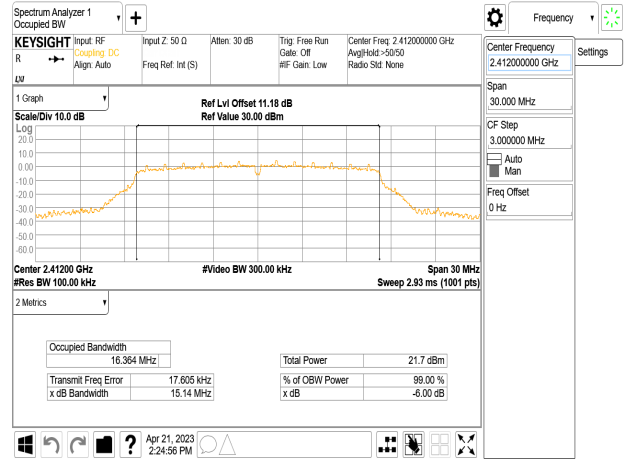 Spectrum Analyzer 1
Occupied BW
Frequency
KEYSIGHT
R
Input: RF
Coupling: DC
Align: Auto
Input Z: 50 Ω
Freq Ref: Int (S)
Atten: 30 dB
Trig: Free Run
Gate: Off
#IF Gain: Low
Center Freq: 2.412000000 GHz
Avg|Hold:>50/50
Radio Std: None
Center Frequency
2.412000000 GHz
Settings
Span
30.000 MHz
CF Step
3.000000 MHz
Auto
Man
Freq Offset
0 Hz
1 Graph
Ref Lvl Offset 11.18 dB
Scale/Div 10.0 dB
Ref Value 30.00 dBm
Log
20.0
10.0
0.00
-10.0
-20.0
-30.0
-40.0
-50.0
-60.0
Center 2.41200 GHz
#Video BW 300.00 kHz
Span 30 MHz
#Res BW 100.00 kHz
Sweep 2.93 ms (1001 pts)
2 Metrics
Occupied Bandwidth
16.364 MHz
Total Power 21.7 dBm
Transmit Freq Error 17.605 kHz
% of OBW Power 99.00 %
x dB Bandwidth 15.14 MHz
x dB -6.00 dB
?
Apr 21, 2023
2:24:56 PM